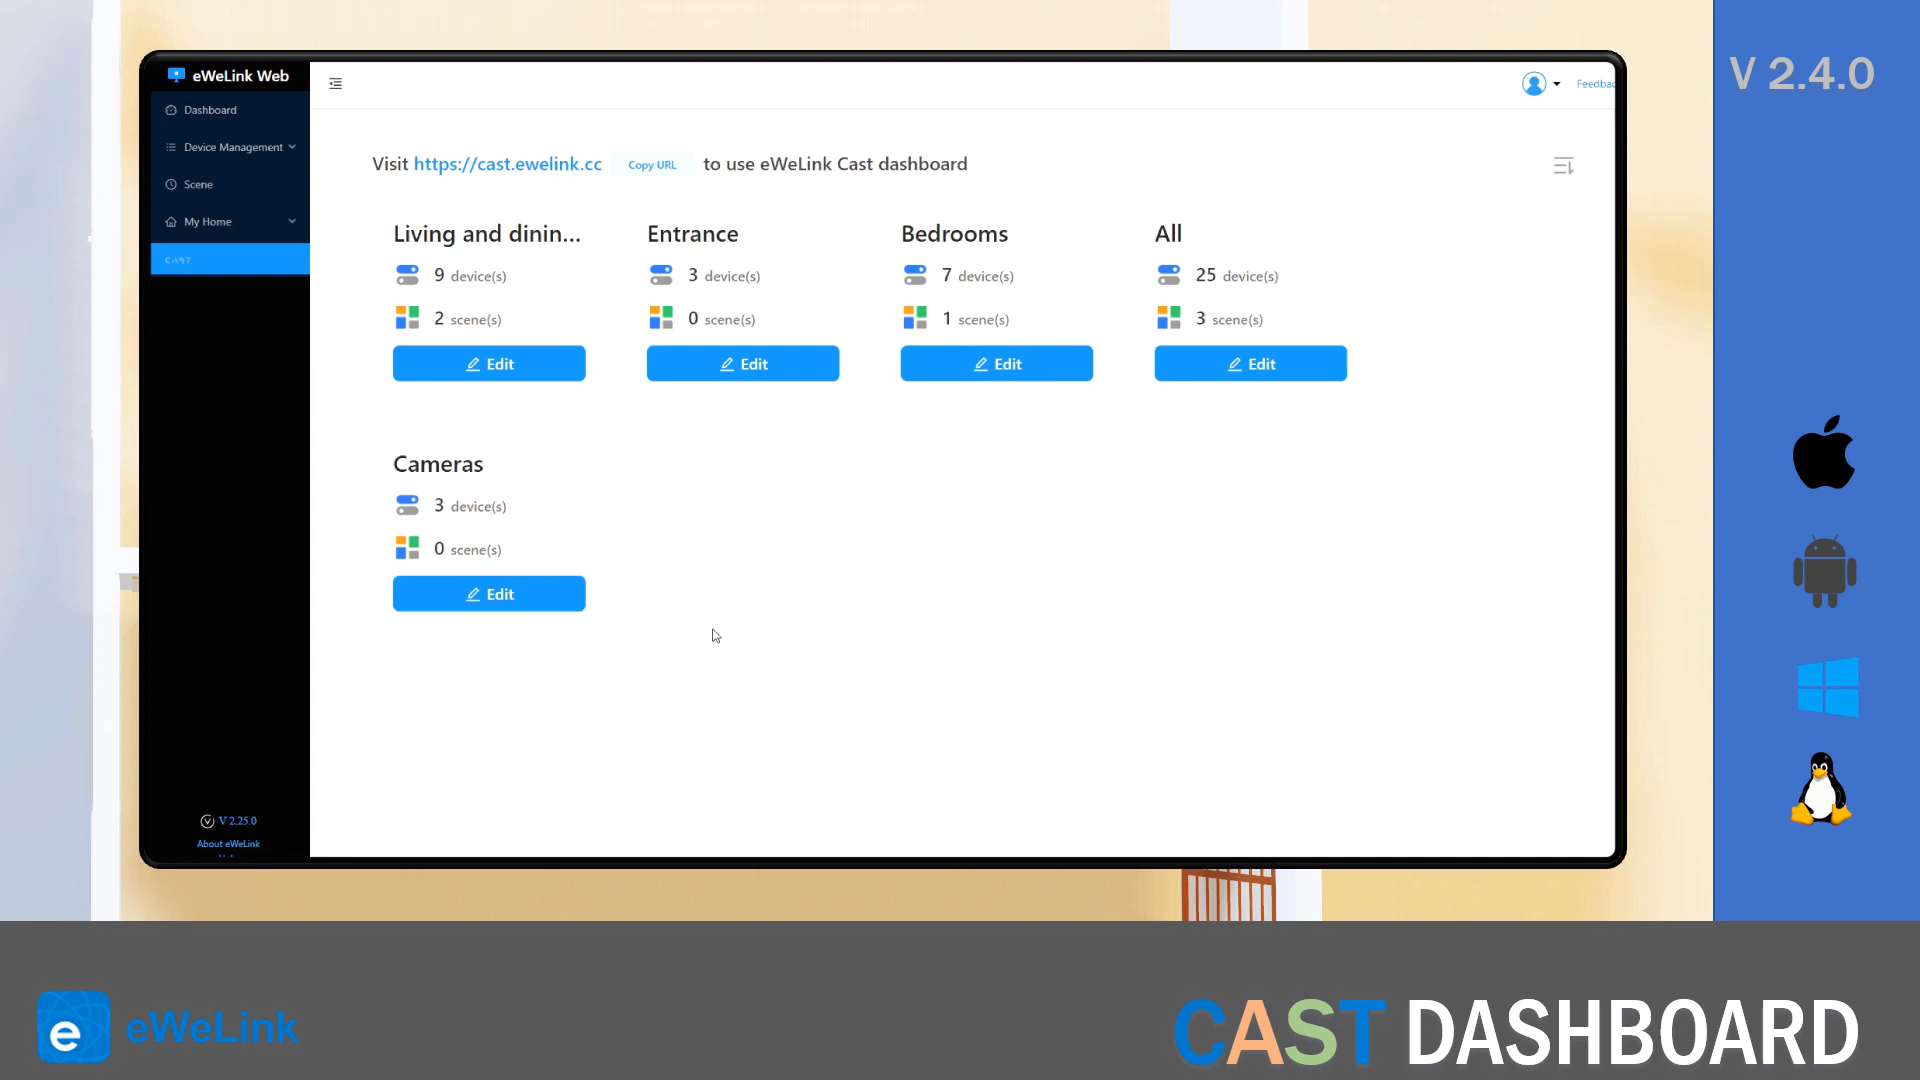 V 2.4.0
eWeLink Web
Dashboard
Device Management
Scene
My Home
CAST
V 2.25.0
About eWeLink
Feedbac
Visit https://cast.ewelink.cc Copy URL to use eWeLink Cast dashboard
Living and dinin...
9 device(s)
2 scene(s)
Edit
Entrance
3 device(s)
0 scene(s)
Edit
Bedrooms
7 device(s)
1 scene(s)
Edit
All
25 device(s)
3 scene(s)
Edit
Cameras
3 device(s)
0 scene(s)
Edit
e eWeLink
CAST DASHBOARD